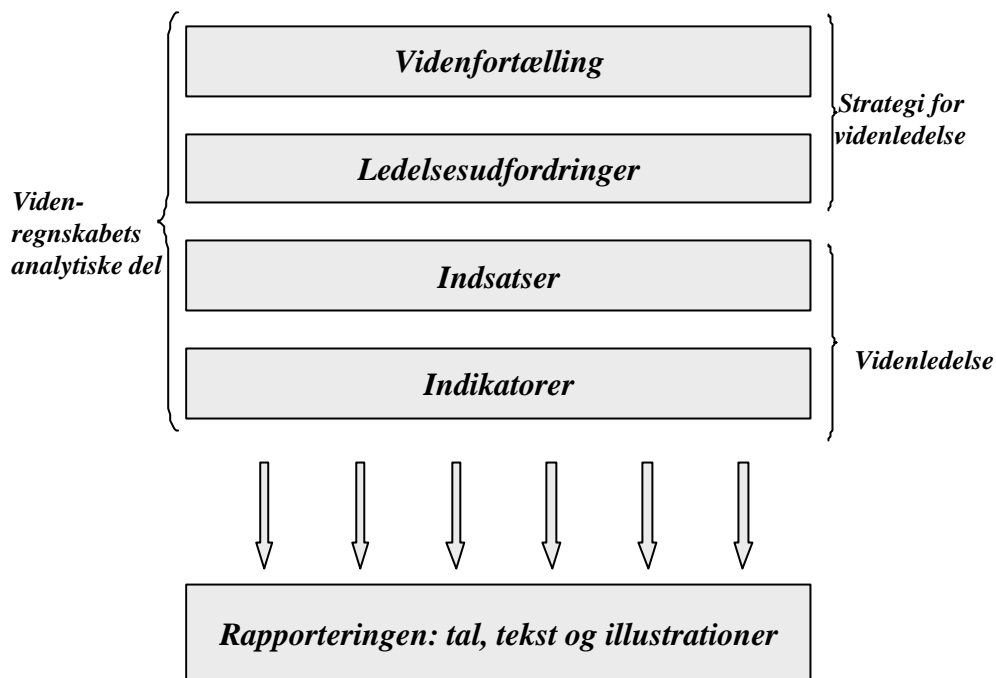 Videnfortælling
Strategi for
videnledelse
Ledelsesudfordringer
Viden-
regnskabets
analytiske del
Indsatser
Videnledelse
Indikatorer
Rapporteringen: tal, tekst og illustrationer